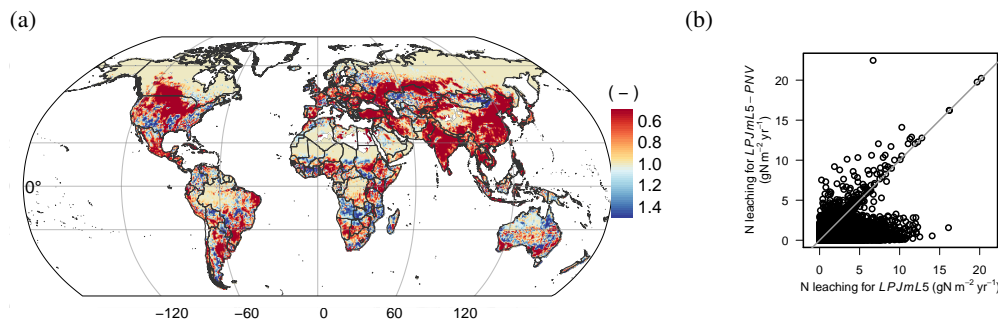 (a)
(b)
(−)
0.6
0.8
1.0
1.2
1.4
0°
−120 −60 0 60 120
N leaching for LPJmL5 − PNV
(gN m−2 yr−1)
20
15
10
5
0
0 5 10 15 20
N leaching for LPJmL5 (gN m−2 yr−1)